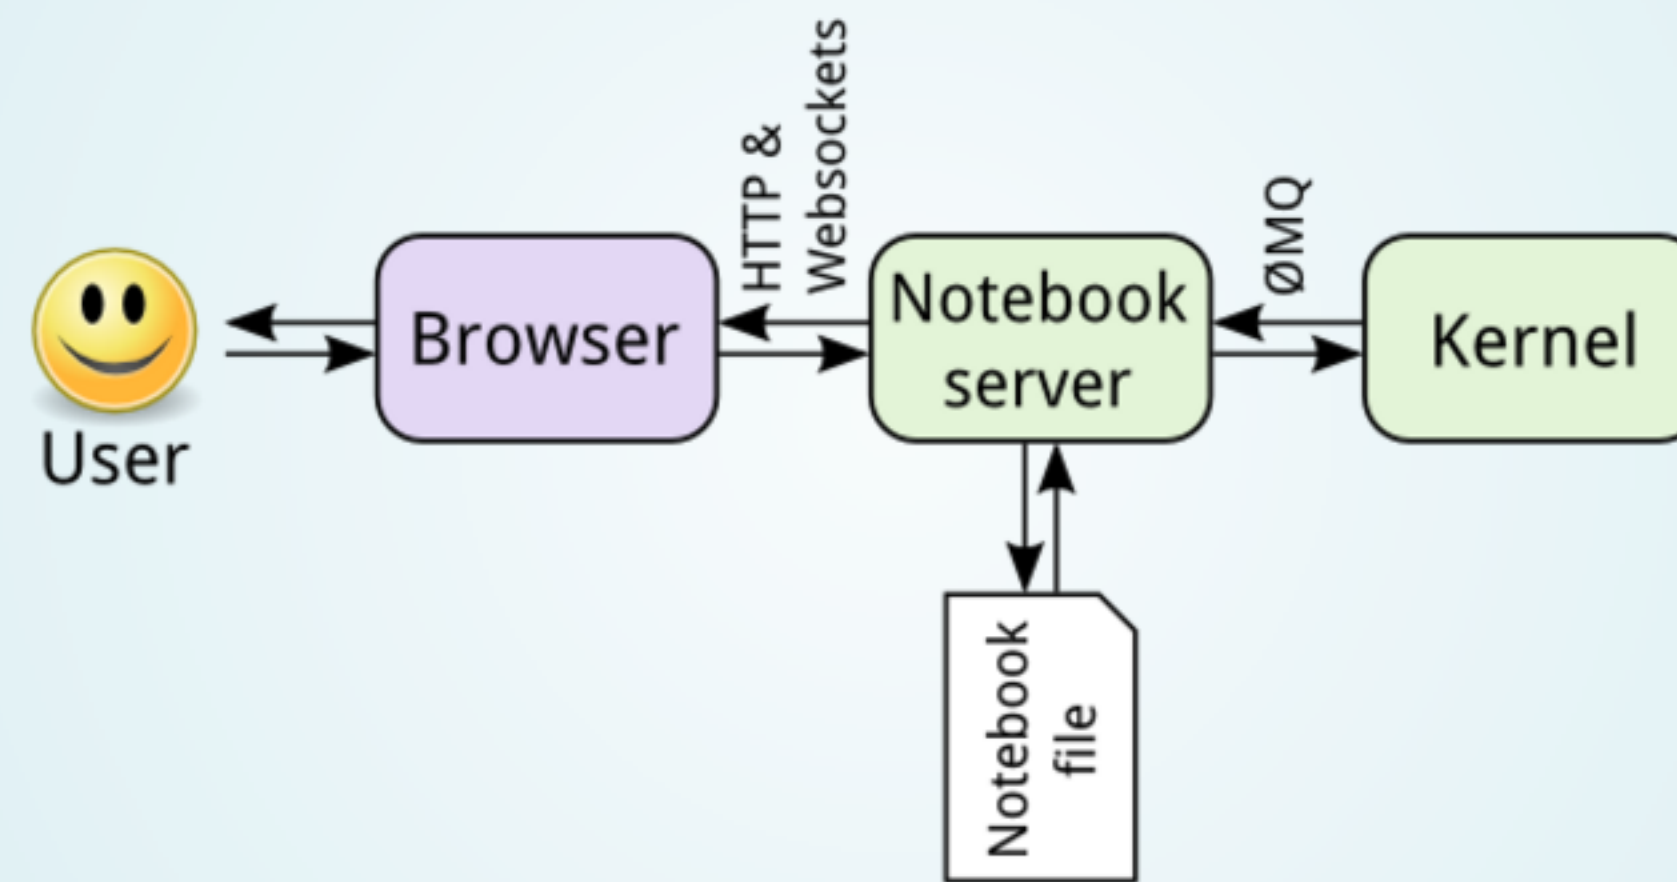 User
Browser
HTTP &
Websockets
Notebook
server
ØMQ
Kernel
Notebook
file